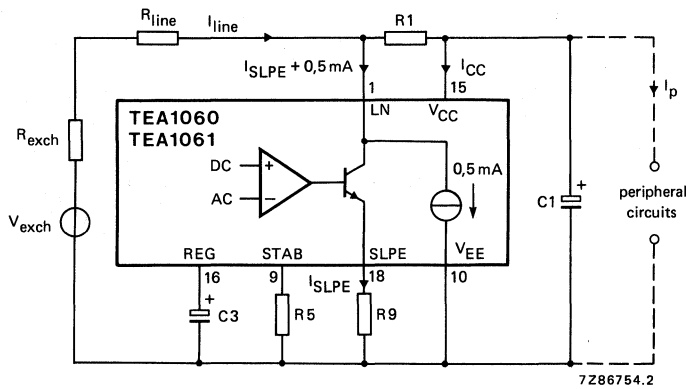 Rline Iline R1
ISLPE + 0,5 mA ICC
1 15 Ip
LN VCC
TEA1060
TEA1061
Rexch
DC + 0,5 mA
AC −
C1 +
peripheral
circuits
Vexch
REG STAB SLPE VEE
16 9 ISLPE 18 10
+
C3 R5 R9
7Z86754.2